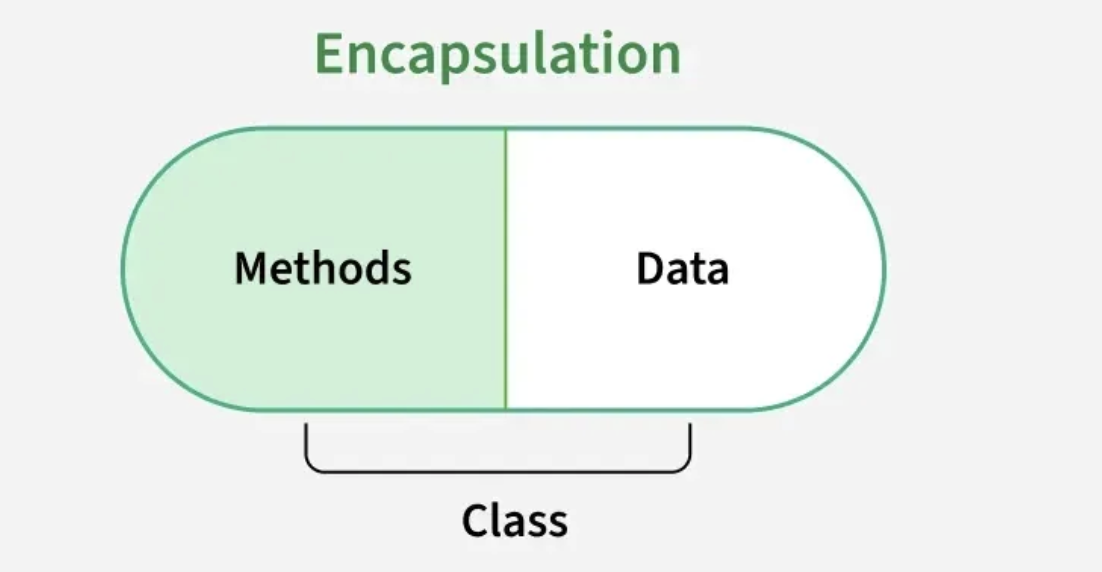 Encapsulation
Methods
Data
Class